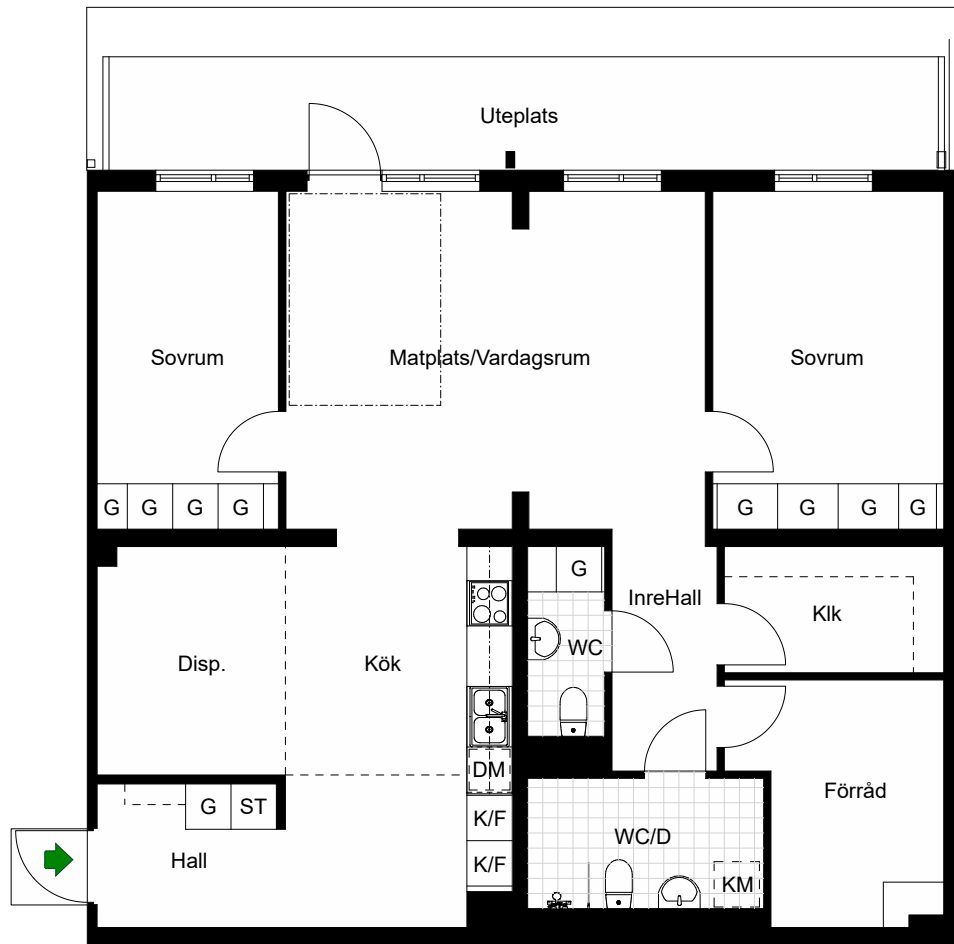 Uteplats
Sovrum
Matplats/Vardagsrum
Sovrum
G G G G
G G G G
G
InreHall
Klk
WC
Disp.
Kök
DM
G ST
K/F
K/F
Förråd
WC/D
Hall
KM